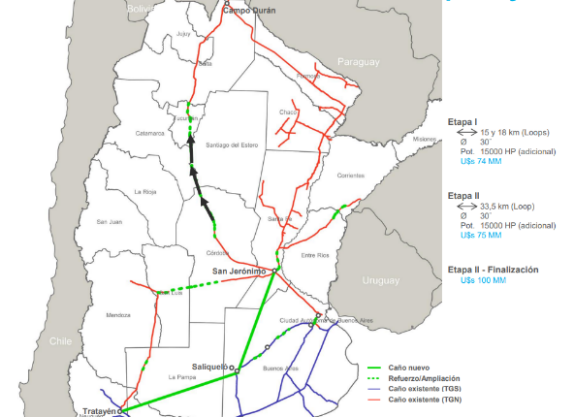 Bolivia
Campo Durán
Jujuy
Salta
Paraguay
Formosa
Chaco
Tucumán
Catamarca
Santiago del Estero
Misiones
Corrientes
La Rioja
Santa Fe
San Juan
Córdoba
Entre Ríos
San Jerónimo
Uruguay
San Luis
Mendoza
Ciudad Autónoma de Buenos Aires
Chile
Saliqueló
Buenos Aires
La Pampa
Tratayén
Etapa I
15 y 18 km (Loops)
Ø 30¨
Pot. 15000 HP (adicional)
U$s 74 MM
Etapa II
33,5 km (Loop)
Ø 30¨
Pot. 15000 HP (adicional)
U$s 75 MM
Etapa II - Finalización
U$s 100 MM
Caño nuevo
Refuerzo/Ampliación
Caño existente (TGS)
Caño existente (TGN)